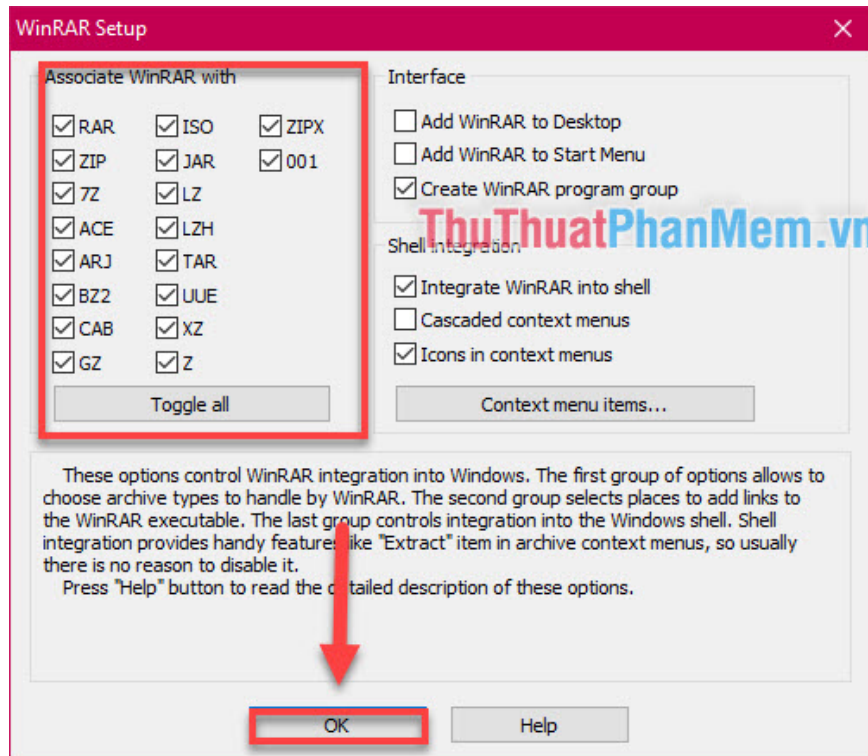 WinRAR Setup
Associate WinRAR with
RAR ISO ZIPX
ZIP JAR 001
7Z LZ
ACE LZH
ARJ TAR
BZ2 UUE
CAB XZ
GZ Z
Toggle all
Interface
Add WinRAR to Desktop
Add WinRAR to Start Menu
Create WinRAR program group
ThuThuatPhanMem.vn
Shell integration
Integrate WinRAR into shell
Cascaded context menus
Icons in context menus
Context menu items...
These options control WinRAR integration into Windows. The first group of options allows to
choose archive types to handle by WinRAR. The second group selects places to add links to
the WinRAR executable. The last group controls integration into the Windows shell. Shell
integration provides handy features like "Extract" item in archive context menus, so usually
there is no reason to disable it.
Press "Help" button to read the detailed description of these options.
OK
Help